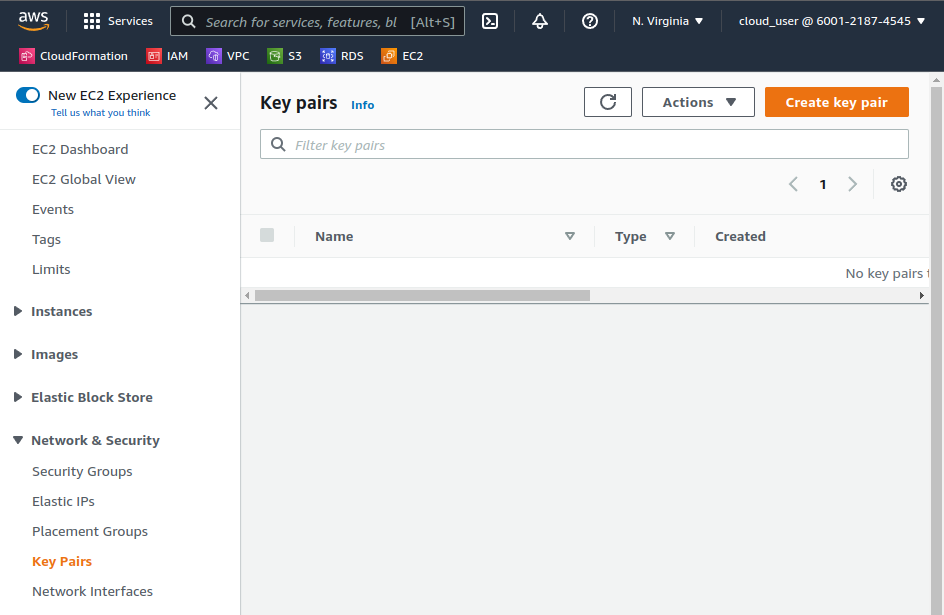 aws Services Search for services, features, bl [Alt+S] N. Virginia cloud_user @ 6001-2187-4545
CloudFormation IAM VPC S3 RDS EC2
New EC2 Experience
Tell us what you think
EC2 Dashboard
EC2 Global View
Events
Tags
Limits
Instances
Images
Elastic Block Store
Network & Security
Security Groups
Elastic IPs
Placement Groups
Key Pairs
Network Interfaces
Key pairs Info Actions Create key pair
Filter key pairs
1
Name Type Created
No key pairs